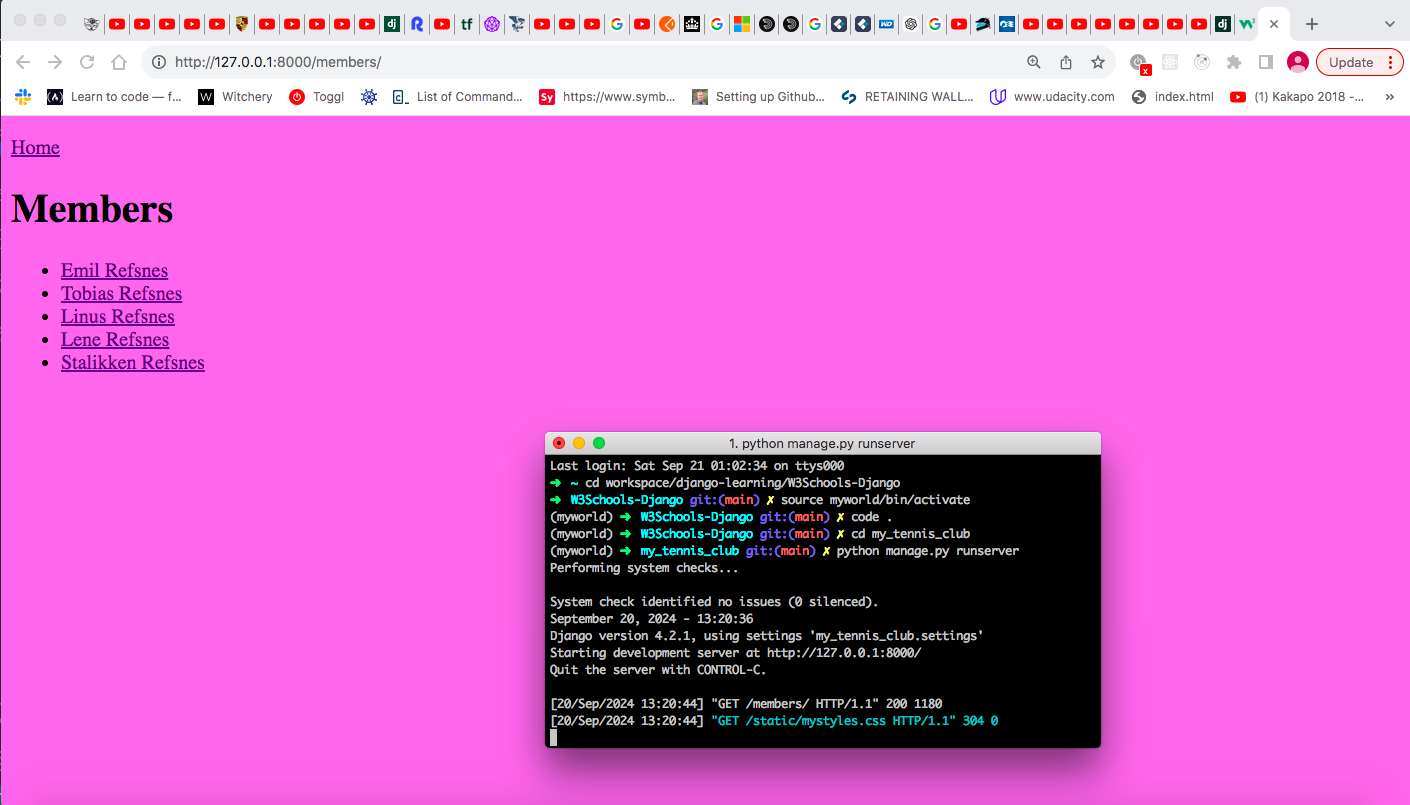 http://127.0.0.1:8000/members/
Update
Learn to code — f...
Witchery
Toggl
List of Command...
https://www.symb...
Setting up Github...
RETAINING WALL...
www.udacity.com
index.html
(1) Kakapo 2018 -...
»
Home
Members
Emil Refsnes
Tobias Refsnes
Linus Refsnes
Lene Refsnes
Stalikken Refsnes
1. python manage.py runserver
Last login: Sat Sep 21 01:02:34 on ttys000
➜ ~ cd workspace/django-learning/W3Schools-Django
➜ W3Schools-Django git:(main) ✗ source myworld/bin/activate
(myworld) ➜ W3Schools-Django git:(main) ✗ code .
(myworld) ➜ W3Schools-Django git:(main) ✗ cd my_tennis_club
(myworld) ➜ my_tennis_club git:(main) ✗ python manage.py runserver
Performing system checks...
System check identified no issues (0 silenced).
September 20, 2024 - 13:20:36
Django version 4.2.1, using settings 'my_tennis_club.settings'
Starting development server at http://127.0.0.1:8000/
Quit the server with CONTROL-C.
[20/Sep/2024 13:20:44] "GET /members/ HTTP/1.1" 200 1180
[20/Sep/2024 13:20:44] "GET /static/mystyles.css HTTP/1.1" 304 0